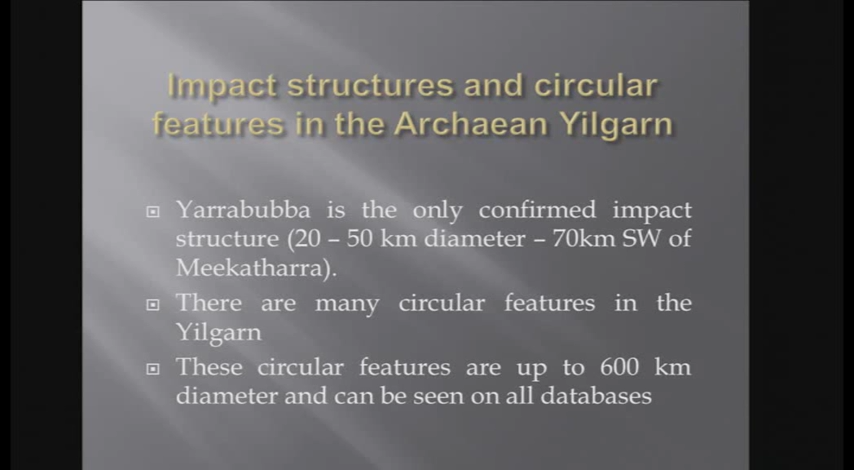 Impact structures and circular
features in the Archaean Yilgarn
Yarrabubba is the only confirmed impact
structure (20 – 50 km diameter – 70km SW of
Meekatharra).
There are many circular features in the
Yilgarn
These circular features are up to 600 km
diameter and can be seen on all databases